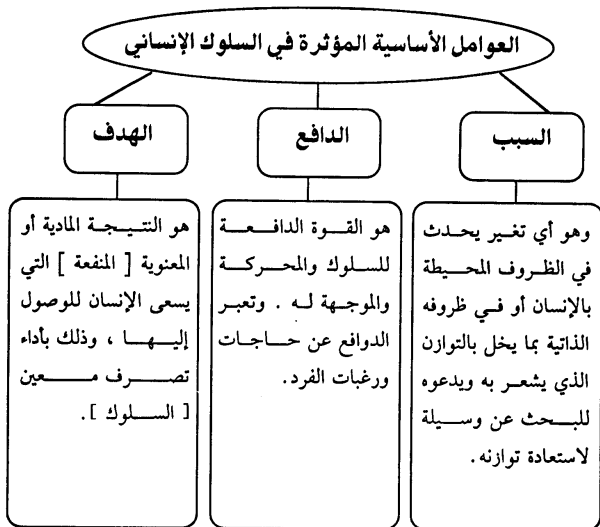 العوامل الأساسية المؤثرة في السلوك الإنساني
السبب
وهو أي تغير يحدث
في الظروف المحيطة
بالإنسان أو في ظروفه
الذاتية بما يخل بالتوازن
الذي يشعر به ويدعوه
للبحث عن وسيلة
لاستعادة توازنه.
الدافع
هو القوة الدافعة
للسلوك والمحركة
والموجهة له . وتعبر
الدوافع عن حاجات
ورغبات الفرد.
الهدف
هو النتيجة المادية أو
المعنوية [ المنفعة ] التي
يسعى الإنسان للوصول
إليها ، وذلك بأداء
تصرف معين
[ السلوك ].